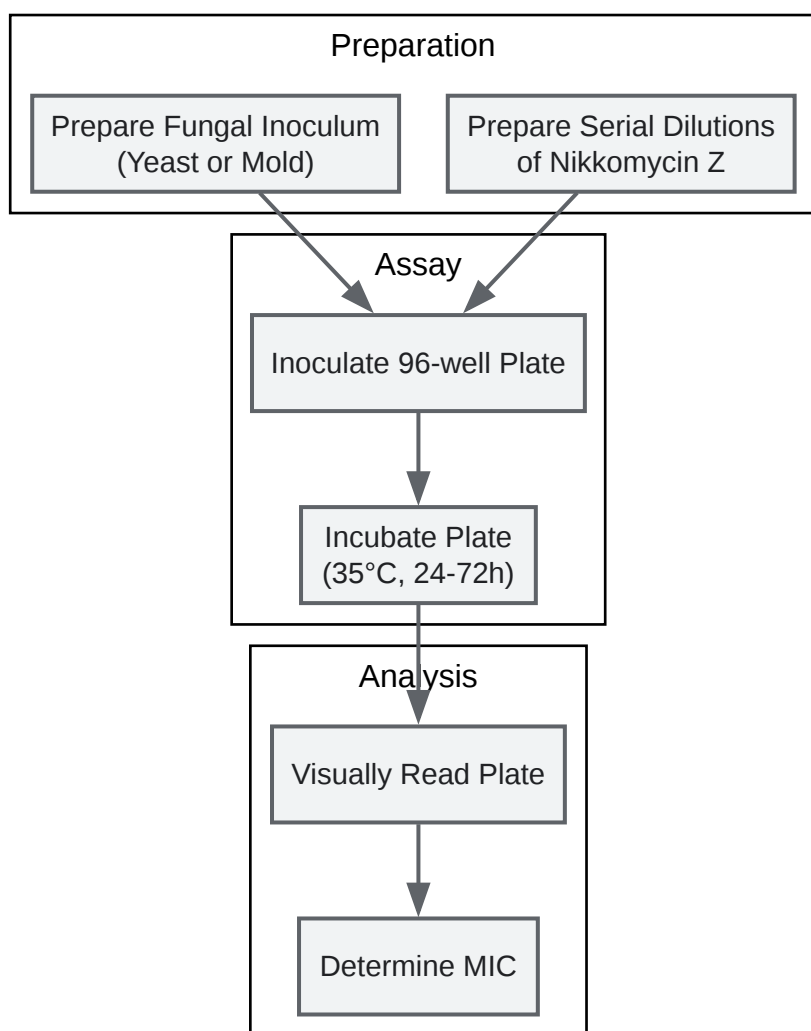 Preparation
Prepare Fungal Inoculum
(Yeast or Mold)
Prepare Serial Dilutions
of Nikkomycin Z
Assay
Inoculate 96-well Plate
Incubate Plate
(35°C, 24-72h)
Analysis
Visually Read Plate
Determine MIC